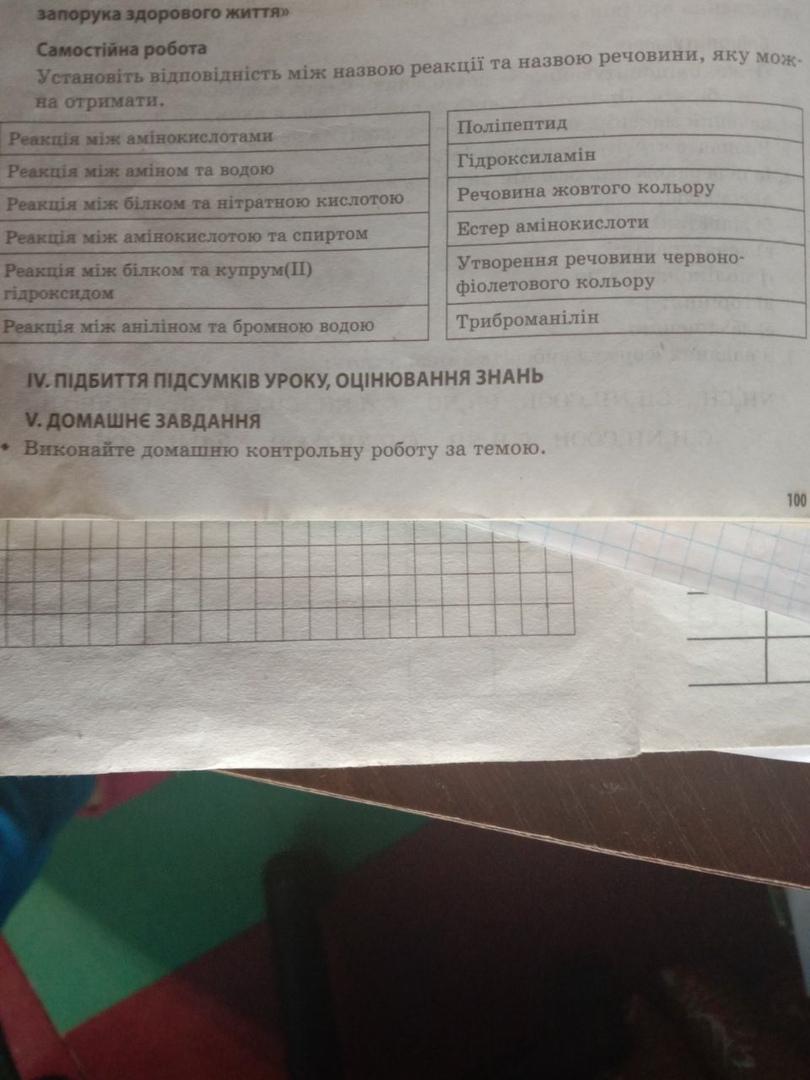 запорука здорового життя»
Самостійна робота
Установіть відповідність між назвою реакції та назвою речовини, яку мож-
на отримати.
Реакція між амінокислотами
Реакція між аміном та водою
Реакція між білком та нітратною кислотою
Реакція між амінокислотою та спиртом
Реакція між білком та купрум(ІІ)
гідроксидом
Реакція між аніліном та бромною водою
Поліпептид
Гідроксиламін
Речовина жовтого кольору
Естер амінокислоти
Утворення речовини червоно-
фіолетового кольору
Триброманілін
IV. ПІДБИТТЯ ПІДСУМКІВ УРОКУ, ОЦІНЮВАННЯ ЗНАНЬ
V. ДОМАШНЄ ЗАВДАННЯ
• Виконайте домашню контрольну роботу за темою.
100